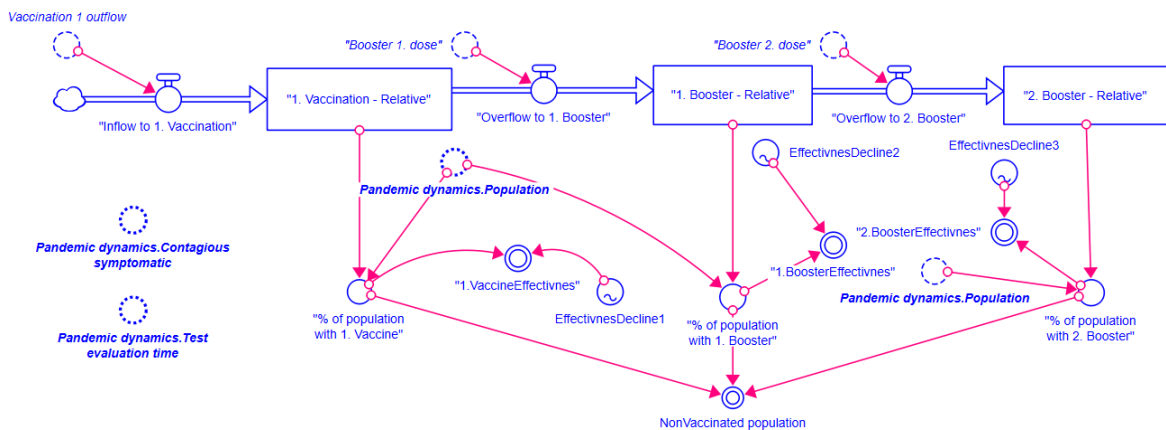 Vaccination 1 outflow
"Booster 1. dose"
"Booster 2. dose"
"1. Vaccination - Relative"
"1. Booster - Relative"
"2. Booster - Relative"
"Inflow to 1. Vaccination"
"Overflow to 1. Booster"
"Overflow to 2. Booster"
EffectivnesDecline2
EffectivnesDecline3
Pandemic dynamics.Population
Pandemic dynamics.Contagious
symptomatic
"2.BoosterEffectivnes"
"1.VaccineEffectivnes"
"1.BoosterEffectivnes"
Pandemic dynamics.Population
EffectivnesDecline1
"% of population
with 1. Vaccine"
"% of population
with 1. Booster"
"% of population
with 2. Booster"
Pandemic dynamics.Test
evaluation time
NonVaccinated population